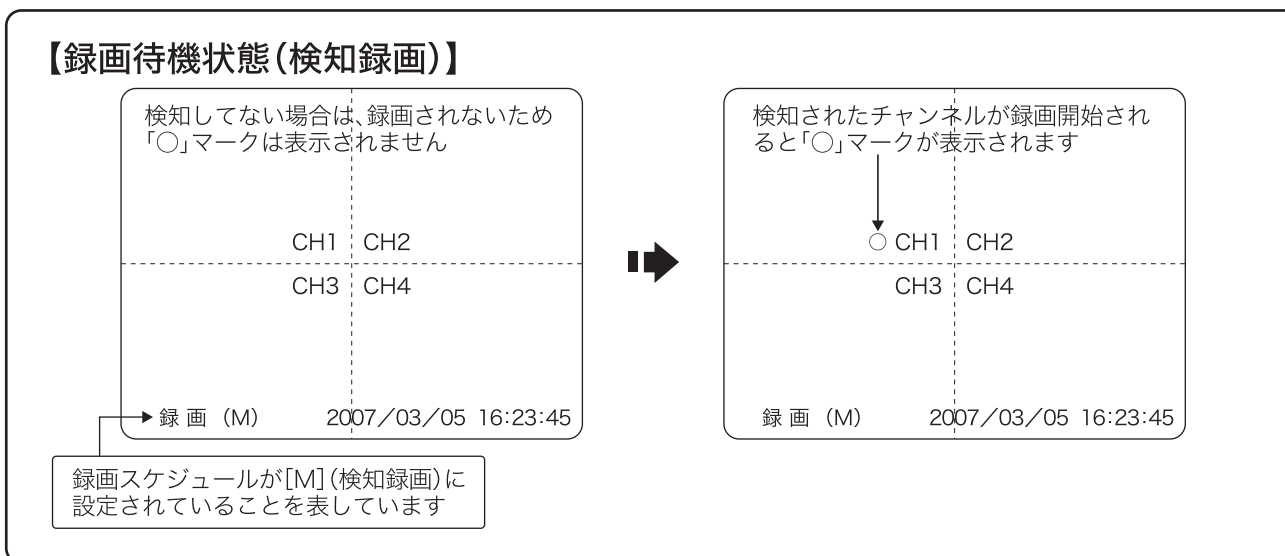 【録画待機状態（検知録画）】
検知してない場合は、録画されないため
「○」マークは表示されません
CH1 CH2
CH3 CH4
録画（M） 2007／03／05 16:23:45
録画スケジュールが［M］（検知録画）に
設定されていることを表しています
検知されたチャンネルが録画開始され
ると「○」マークが表示されます
○ CH1 CH2
CH3 CH4
録画（M） 2007／03／05 16:23:45